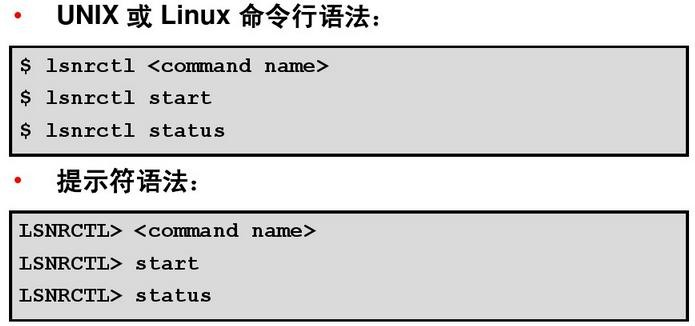 • UNIX 或 Linux 命令行语法：
$ lsnrctl <command name>
$ lsnrctl start
$ lsnrctl status
• 提示符语法：
LSNRCTL> <command name>
LSNRCTL> start
LSNRCTL> status